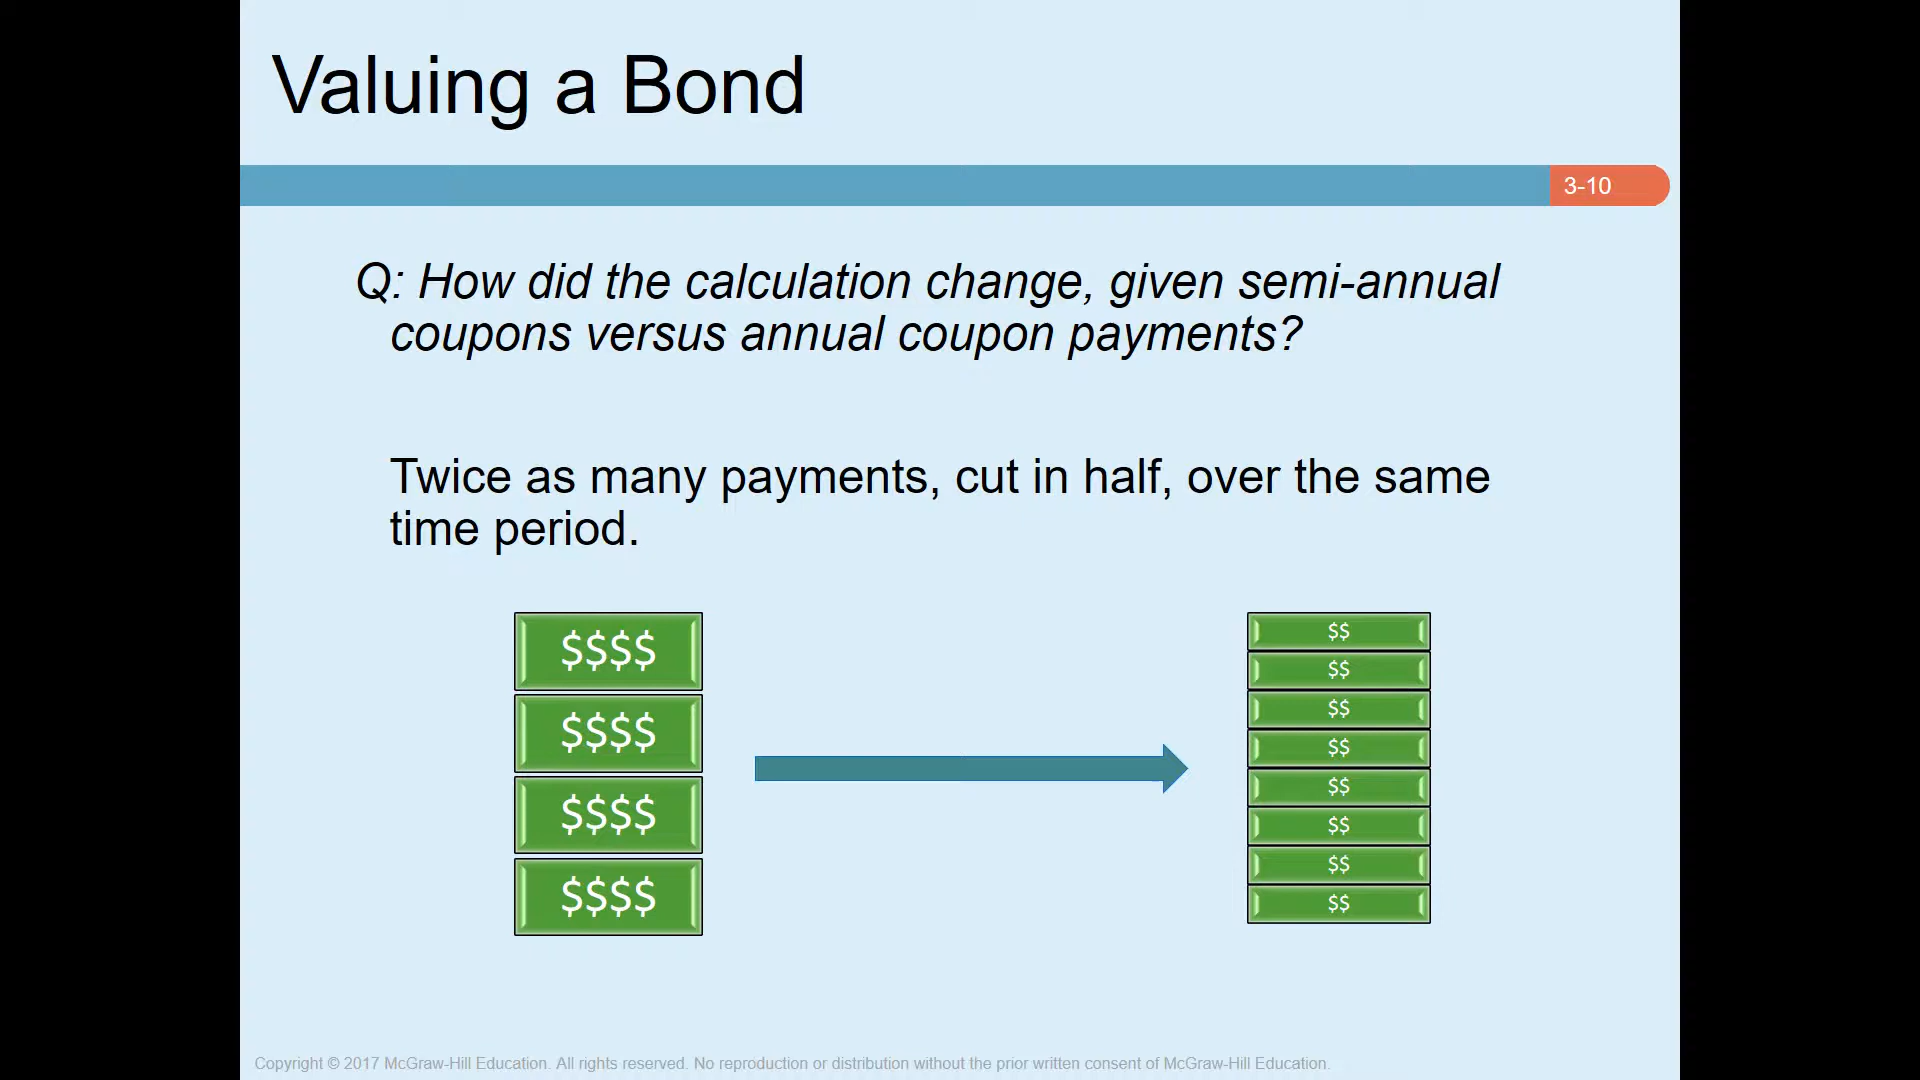 Valuing a Bond
3-10
Q: How did the calculation change, given semi-annual
coupons versus annual coupon payments?
Twice as many payments, cut in half, over the same
time period.
$$$$
$$$$
$$$$
$$$$
$$
$$
$$
$$
$$
$$
$$
$$
Copyright © 2017 McGraw-Hill Education. All rights reserved. No reproduction or distribution without the prior written consent of McGraw-Hill Education.